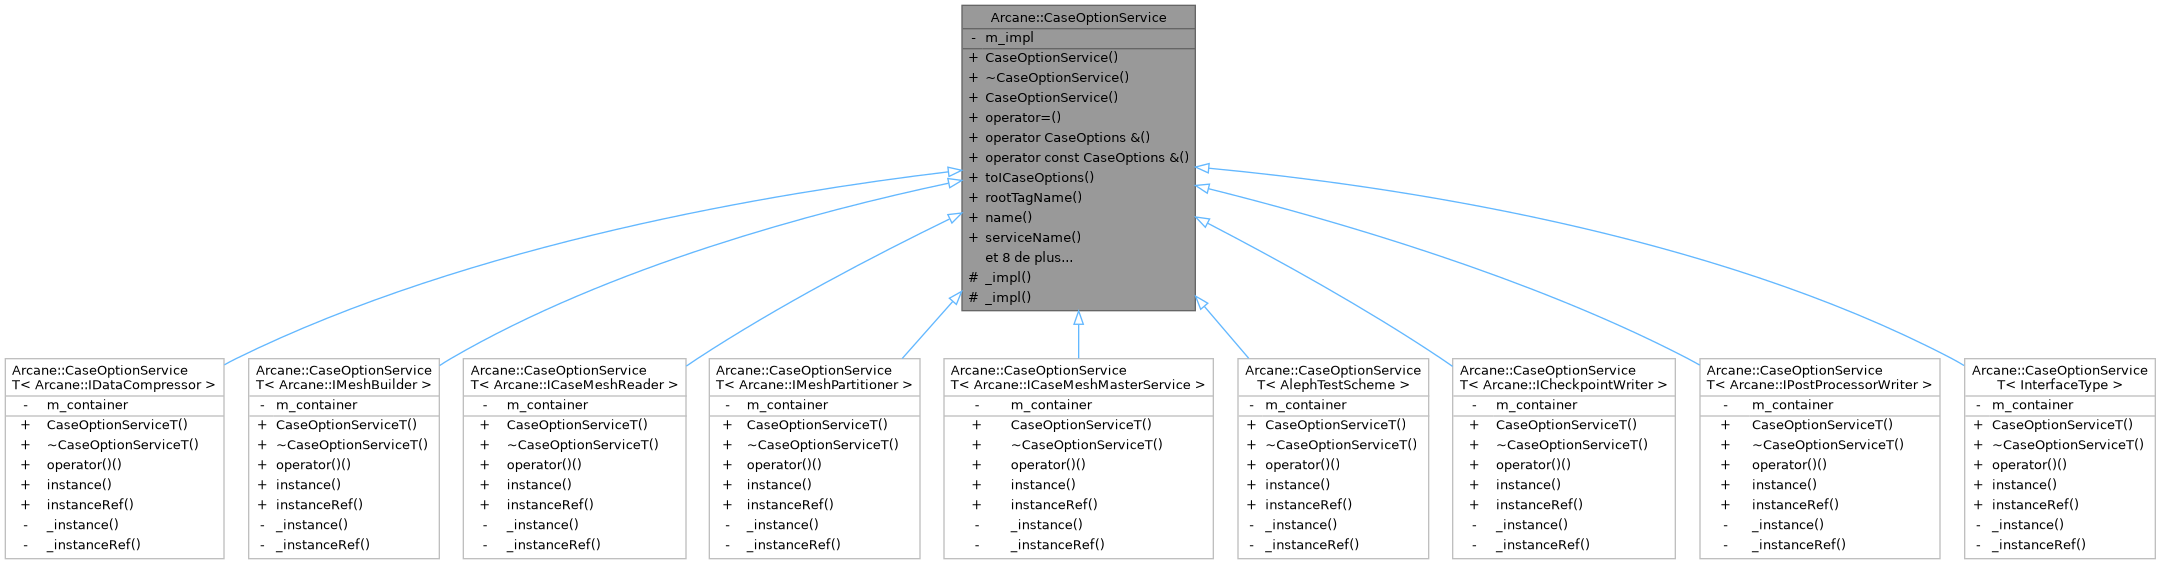 Arcane::CaseOptionService
- m_impl
+ CaseOptionService()
+ ~CaseOptionService()
+ CaseOptionService()
+ operator=()
+ operator CaseOptions &()
+ operator const CaseOptions &()
+ toICaseOptions()
+ rootTagName()
+ name()
+ serviceName()
et 8 de plus...
# _impl()
# _impl()
Arcane::CaseOptionService
T< Arcane::IDataCompressor >
- m_container
+ CaseOptionServiceT()
+ ~CaseOptionServiceT()
+ operator()()
+ instance()
+ instanceRef()
- _instance()
- _instanceRef()
Arcane::CaseOptionService
T< Arcane::IMeshBuilder >
- m_container
+ CaseOptionServiceT()
+ ~CaseOptionServiceT()
+ operator()()
+ instance()
+ instanceRef()
- _instance()
- _instanceRef()
Arcane::CaseOptionService
T< Arcane::ICaseMeshReader >
- m_container
+ CaseOptionServiceT()
+ ~CaseOptionServiceT()
+ operator()()
+ instance()
+ instanceRef()
- _instance()
- _instanceRef()
Arcane::CaseOptionService
T< Arcane::IMeshPartitioner >
- m_container
+ CaseOptionServiceT()
+ ~CaseOptionServiceT()
+ operator()()
+ instance()
+ instanceRef()
- _instance()
- _instanceRef()
Arcane::CaseOptionService
T< Arcane::ICaseMeshMasterService >
- m_container
+ CaseOptionServiceT()
+ ~CaseOptionServiceT()
+ operator()()
+ instance()
+ instanceRef()
- _instance()
- _instanceRef()
Arcane::CaseOptionService
T< AlephTestScheme >
- m_container
+ CaseOptionServiceT()
+ ~CaseOptionServiceT()
+ operator()()
+ instance()
+ instanceRef()
- _instance()
- _instanceRef()
Arcane::CaseOptionService
T< Arcane::ICheckpointWriter >
- m_container
+ CaseOptionServiceT()
+ ~CaseOptionServiceT()
+ operator()()
+ instance()
+ instanceRef()
- _instance()
- _instanceRef()
Arcane::CaseOptionService
T< Arcane::IPostProcessorWriter >
- m_container
+ CaseOptionServiceT()
+ ~CaseOptionServiceT()
+ operator()()
+ instance()
+ instanceRef()
- _instance()
- _instanceRef()
Arcane::CaseOptionService
T< InterfaceType >
- m_container
+ CaseOptionServiceT()
+ ~CaseOptionServiceT()
+ operator()()
+ instance()
+ instanceRef()
- _instance()
- _instanceRef()